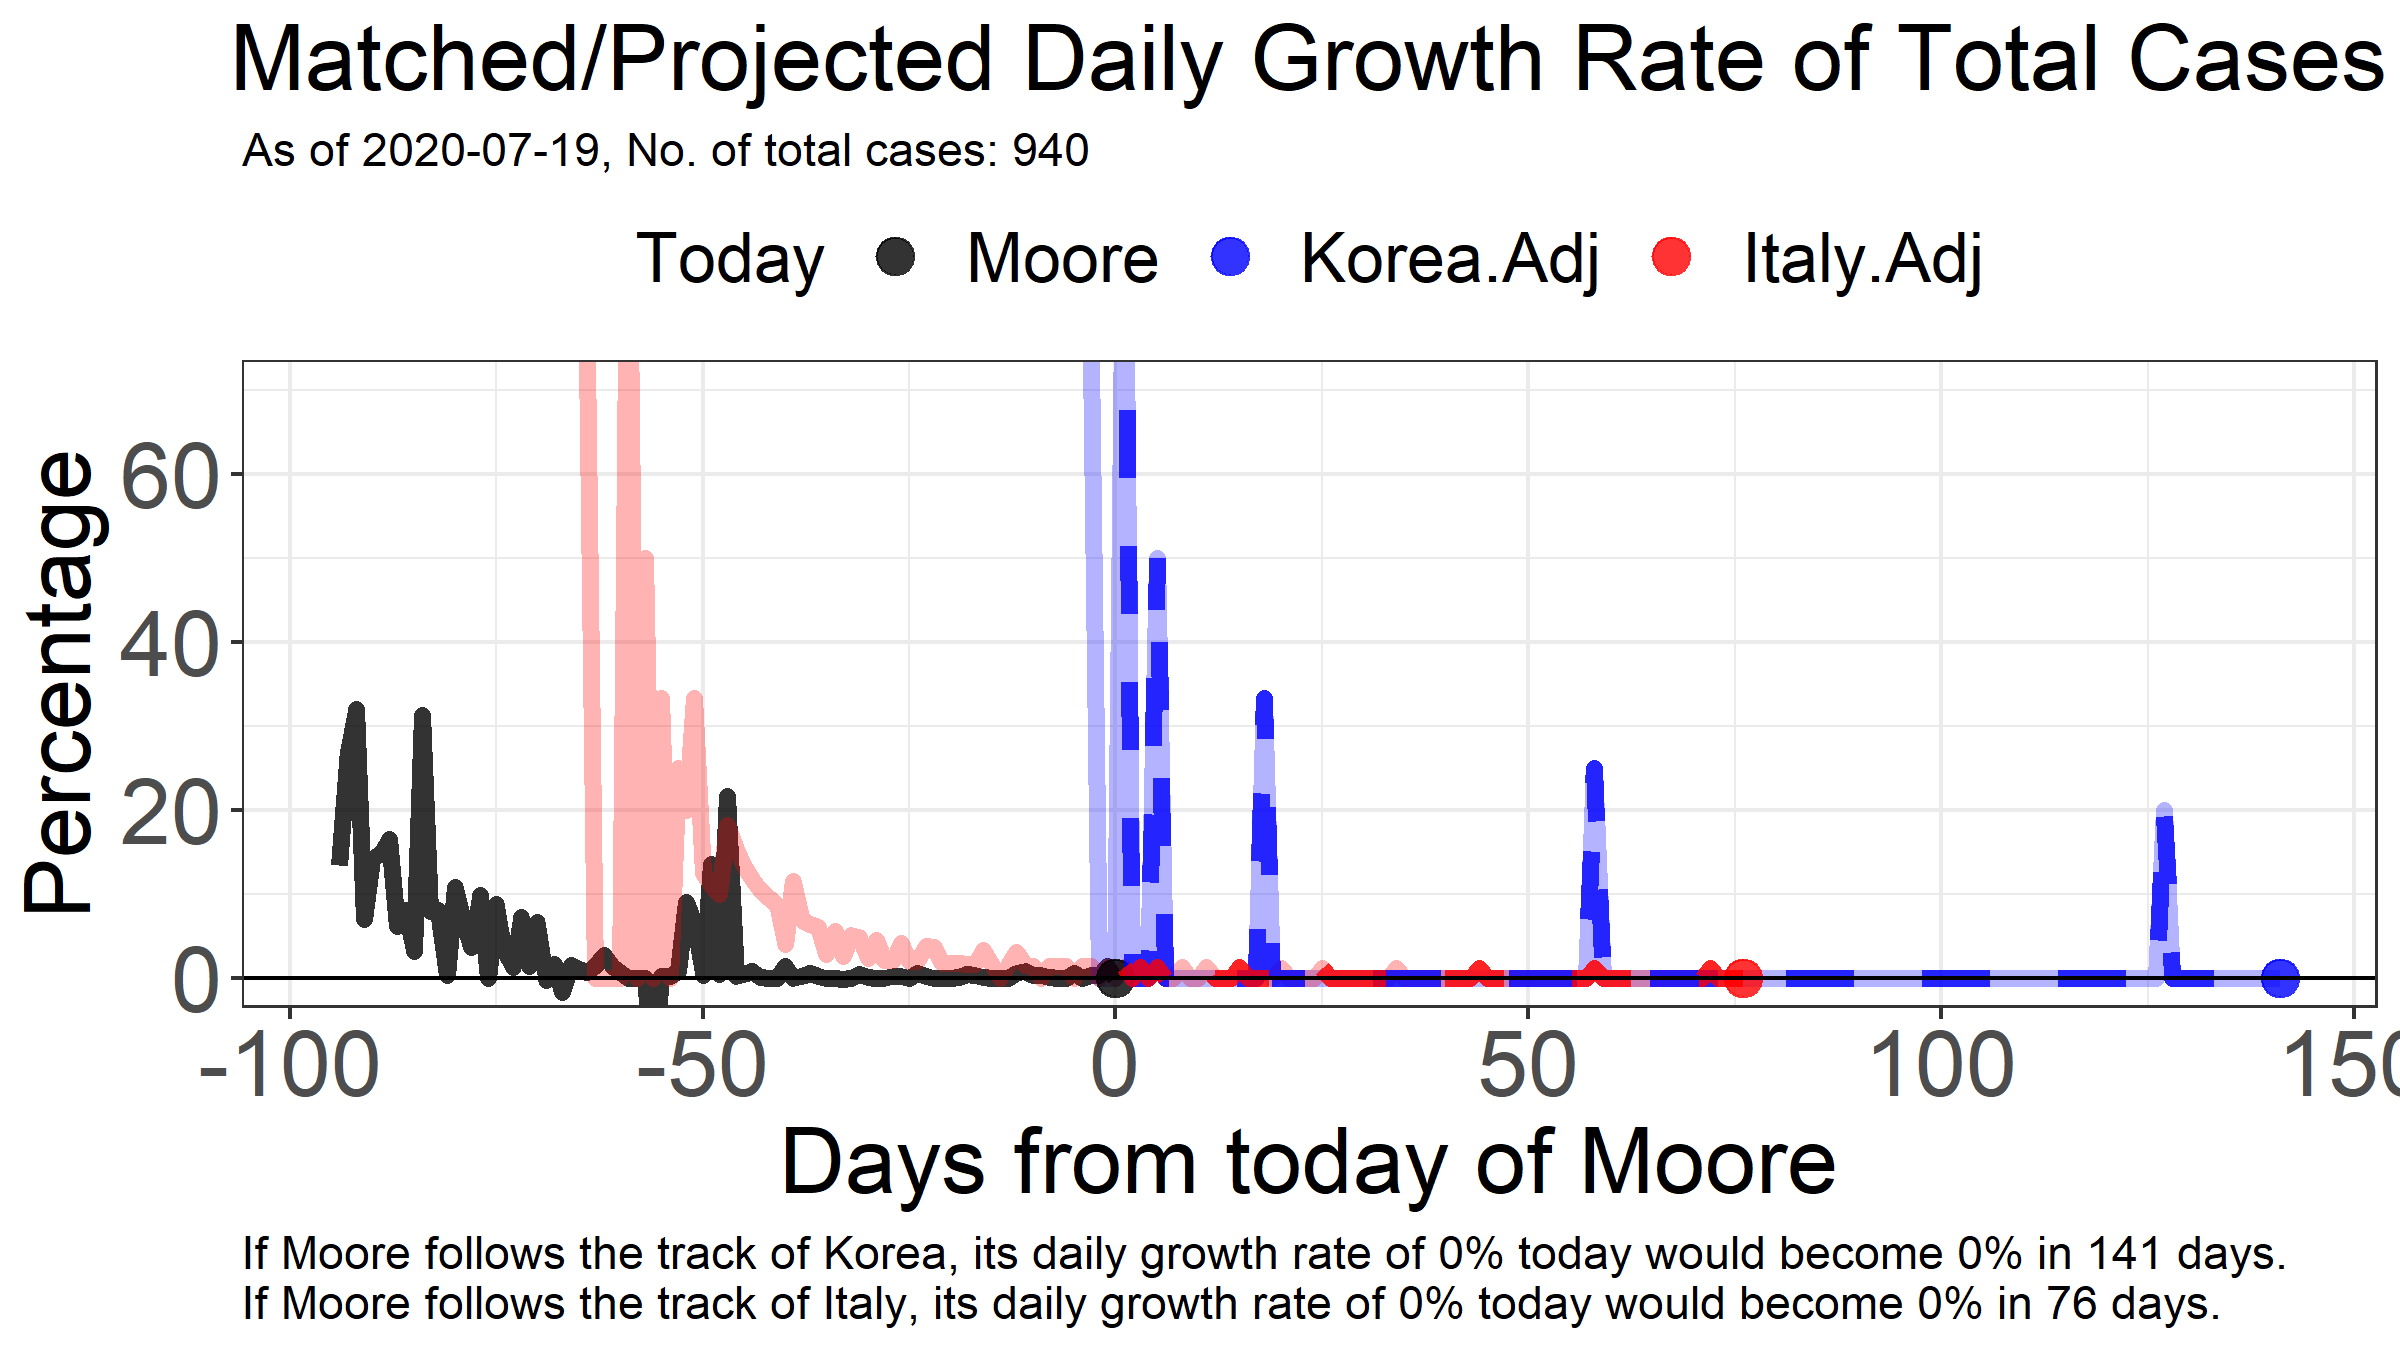 Matched/Projected Daily Growth Rate of Total Cases
As of 2020-07-19, No. of total cases: 940
Today Moore Korea.Adj Italy.Adj
Percentage
60
40
20
0
-100 -50 0 50 100 150
Days from today of Moore
If Moore follows the track of Korea, its daily growth rate of 0% today would become 0% in 141 days.
If Moore follows the track of Italy, its daily growth rate of 0% today would become 0% in 76 days.